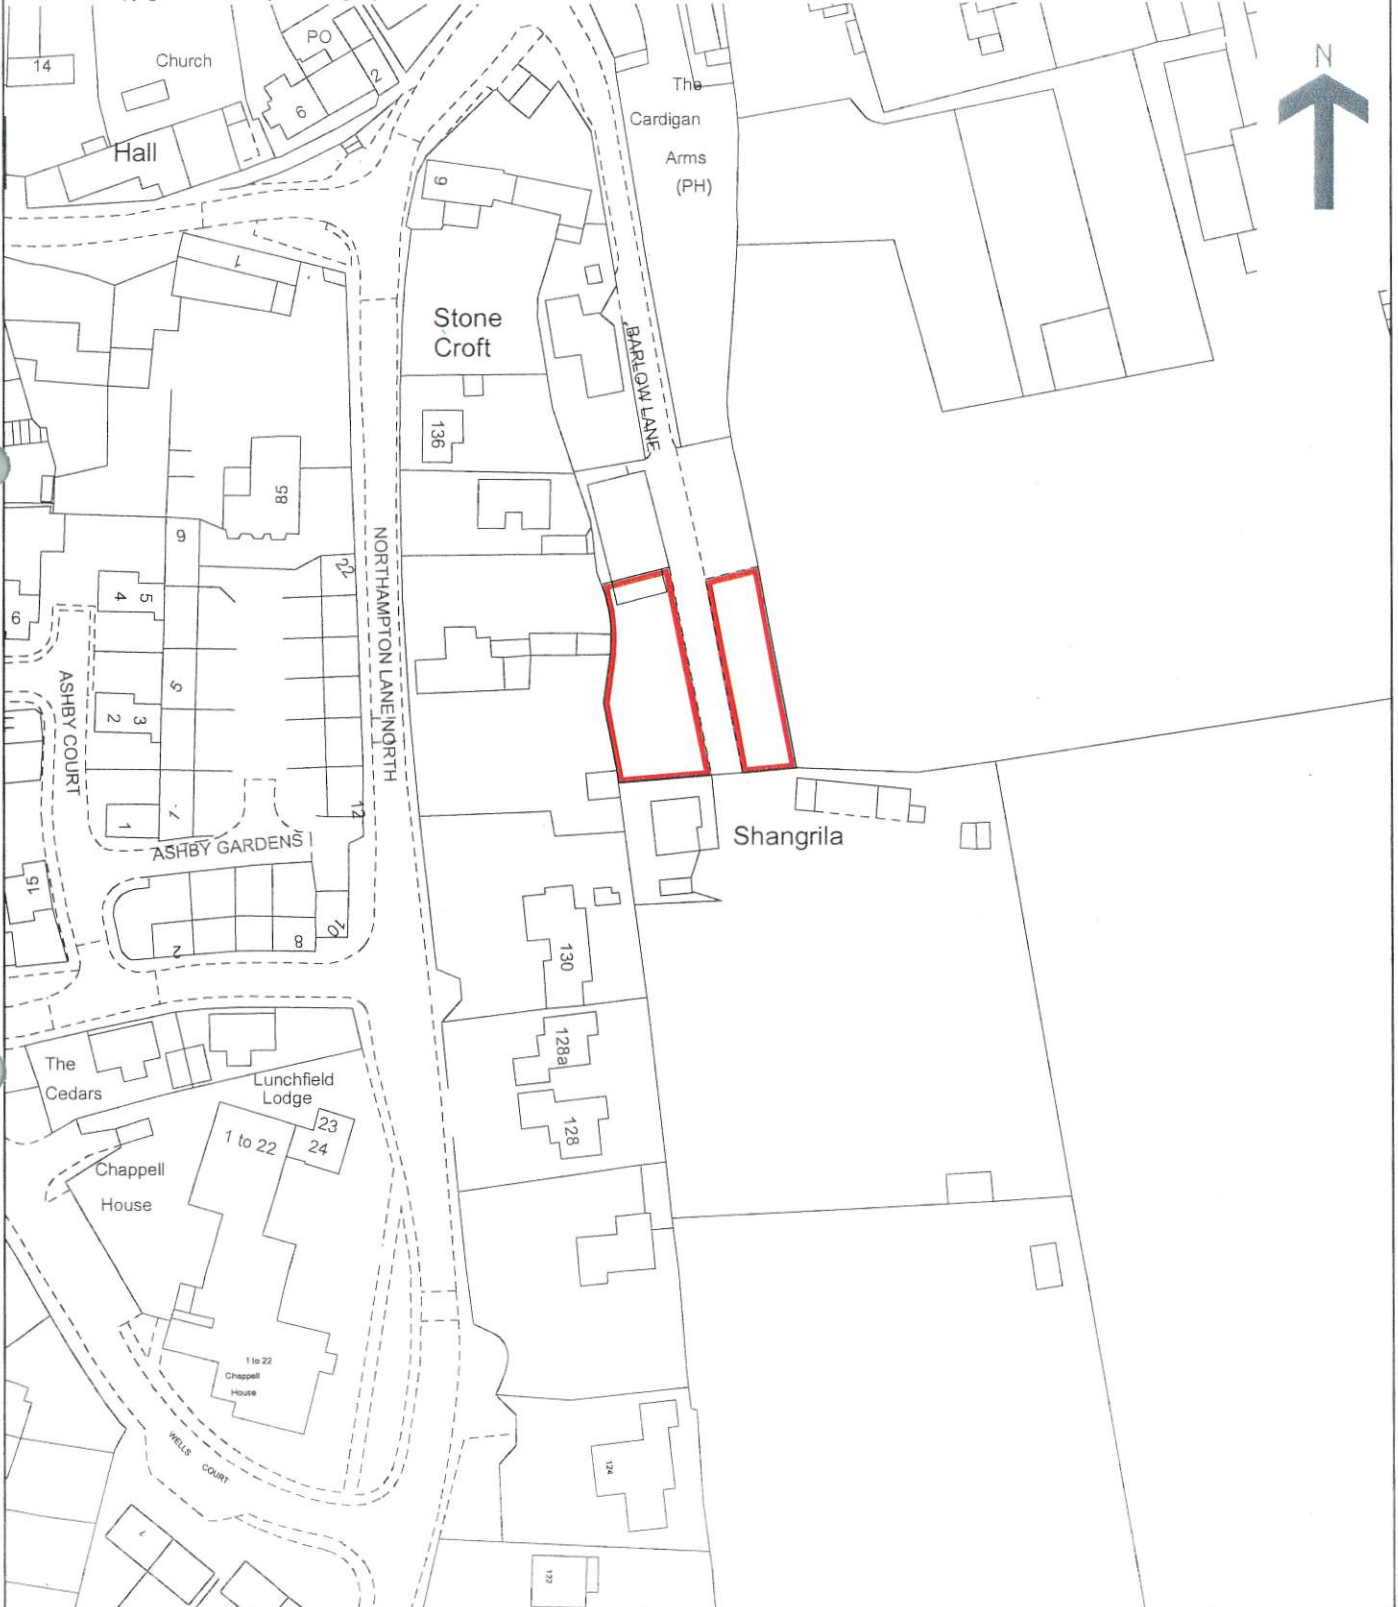 PO
14
Church
2
6
N
The
Cardigan
Arms
(PH)
Hall
9
1
Stone
Croft
BARLOW LANE
136
58
9
22
NORTHAMPTON LANE NORTH
4
5
6
ASHBY COURT
5
2
3
1
12
ASHBY GARDENS
Shangrila
15
2
8
10
130
128a
The
Cedars
Lunchfield
Lodge
23
24
1 to 22
128
Chappell
House
1 to 22
Chappell
House
WELLS
COURT
124
122